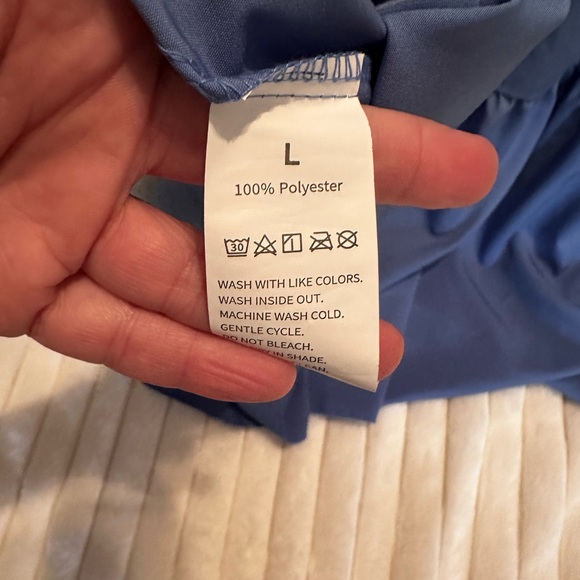 L
100% Polyester
30
WASH WITH LIKE COLORS.
WASH INSIDE OUT.
MACHINE WASH COLD.
GENTLE CYCLE.
DO NOT BLEACH.
IN SHADE.